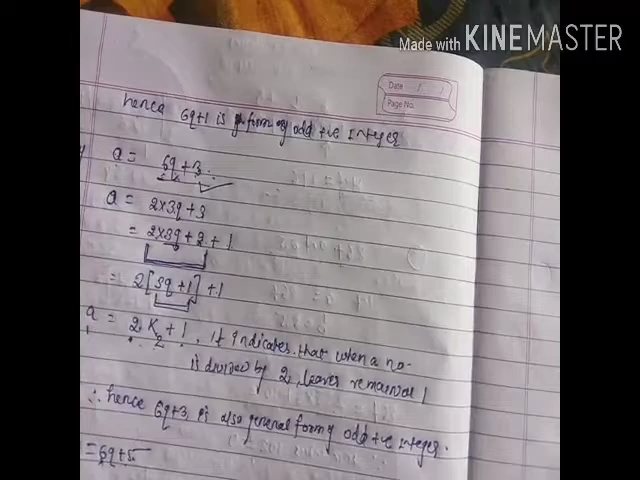 Made with KINEMASTER
Date / /
Page No.
hence 6q+1 is form of odd +ve Integer
a = 6q+3
a = 2×3q+3
= 2×3q+2+1
= 2[3q+1]+1
a = 2K₂+1, it indicates that when a no.
is divided by 2, leaves remainder 1
∴ hence 6q+3 is also general form of odd +ve integer.
=6q+5